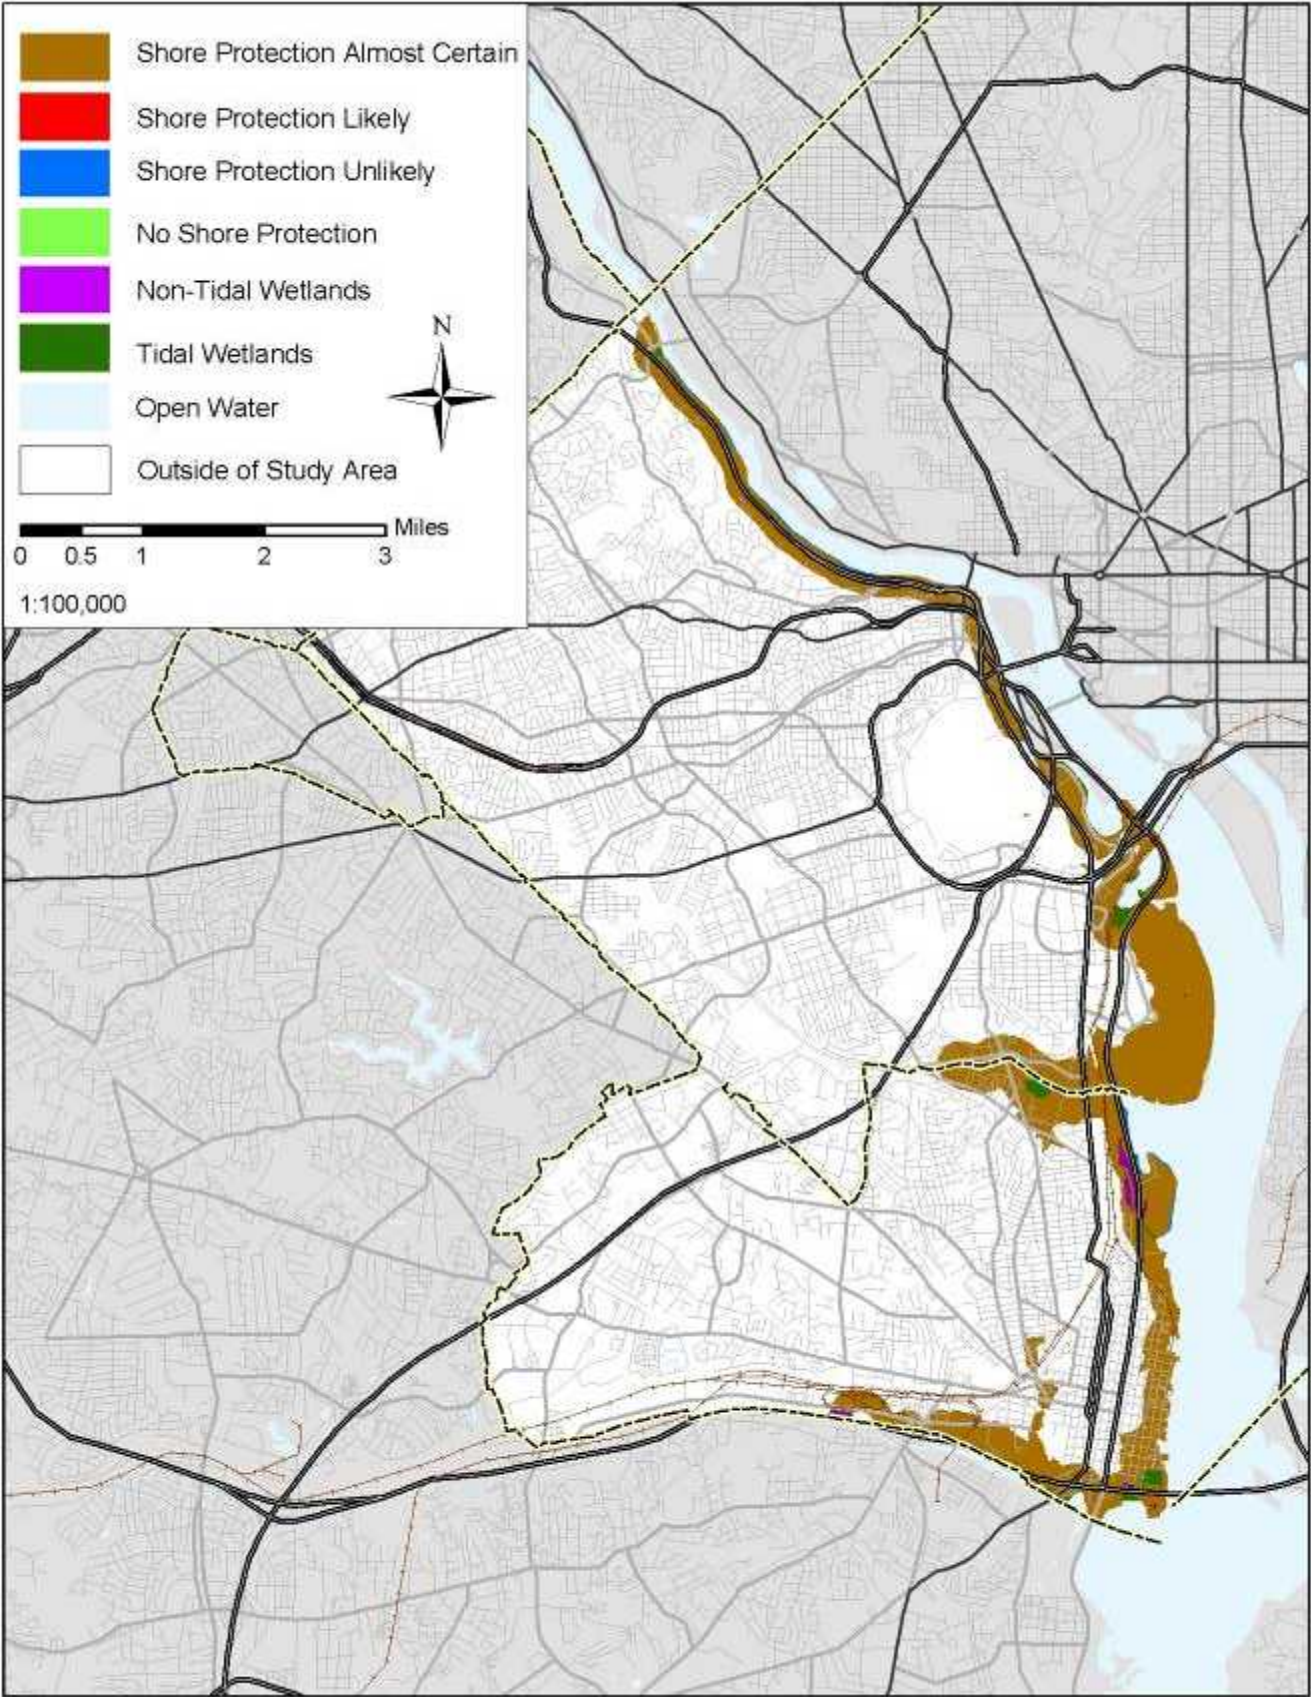 Shore Protection Almost Certain
Shore Protection Likely
Shore Protection Unlikely
No Shore Protection
Non-Tidal Wetlands
Tidal Wetlands
Open Water
Outside of Study Area
N
Miles
0 0.5 1 2 3
1:100,000